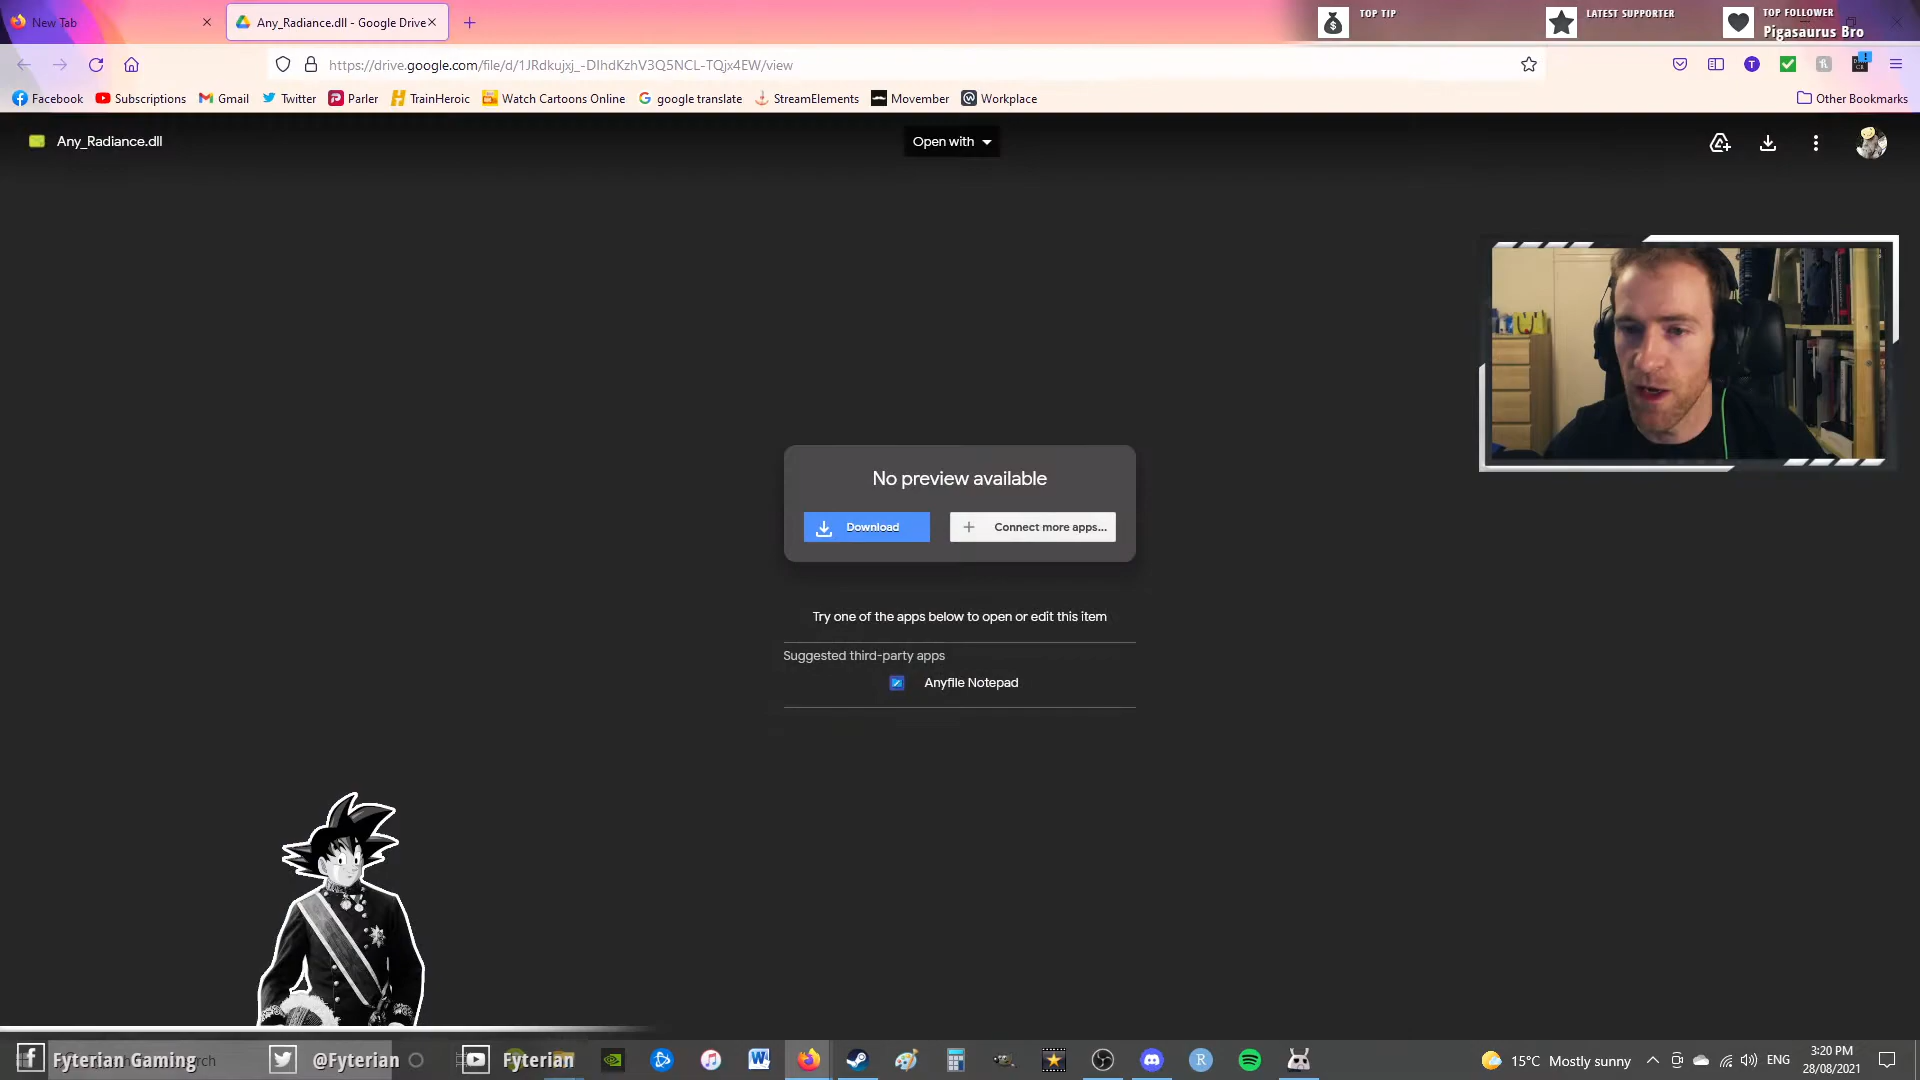 New Tab
Any_Radiance.dll - Google Drive
TOP TIP
LATEST SUPPORTER
TOP FOLLOWER
Pigasaurus Bro
https://drive.google.com/file/d/1JRdkujxj_-DIhdKzhV3Q5NCL-TQjx4EW/view
Facebook
Subscriptions
Gmail
Twitter
Parler
TrainHeroic
Watch Cartoons Online
google translate
StreamElements
Movember
Workplace
Other Bookmarks
Any_Radiance.dll
Open with
No preview available
Download
Connect more apps...
Try one of the apps below to open or edit this item
Suggested third-party apps
Anyfile Notepad
Fyterian Gaming
@Fyterian
Fyterian
15°C Mostly sunny
ENG
3:20 PM
28/08/2021